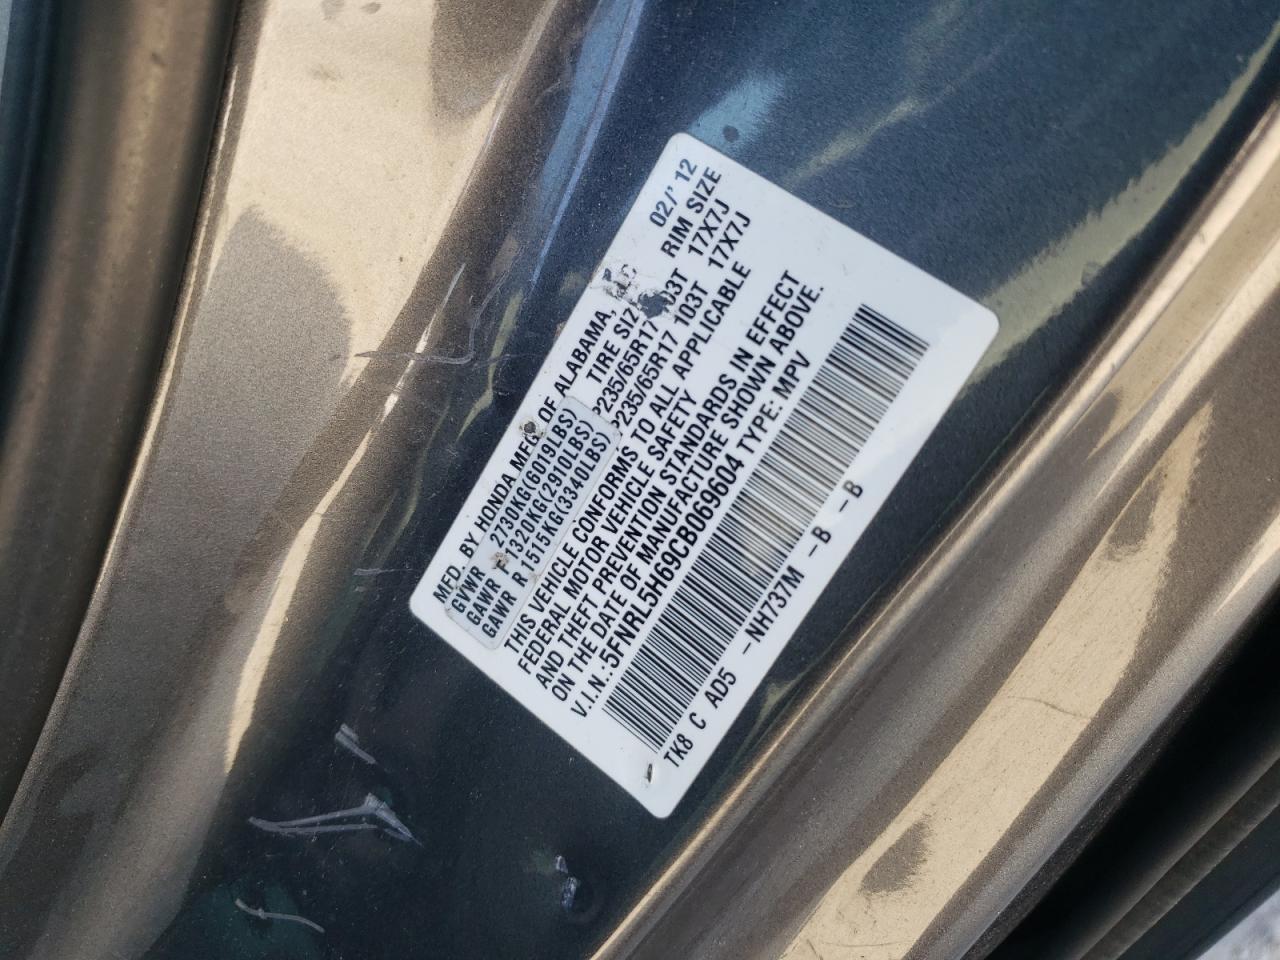 MFD. BY HONDA MFG OF ALABAMA, 02/'12
GVWR 2730KG(6019LBS) TIRE SIZE RIM SIZE
GAWR F 1320KG(2910LBS) P235/65R17 103T 17X7J
GAWR R 1515KG(3340LBS) P235/65R17 103T 17X7J
THIS VEHICLE CONFORMS TO ALL APPLICABLE
FEDERAL MOTOR VEHICLE SAFETY
AND THEFT PREVENTION STANDARDS IN EFFECT
ON THE DATE OF MANUFACTURE SHOWN ABOVE.
V.I.N.: 5FNRL5H69CB069604 TYPE: MPV
TK8 C AD5 -NH737M -B -B